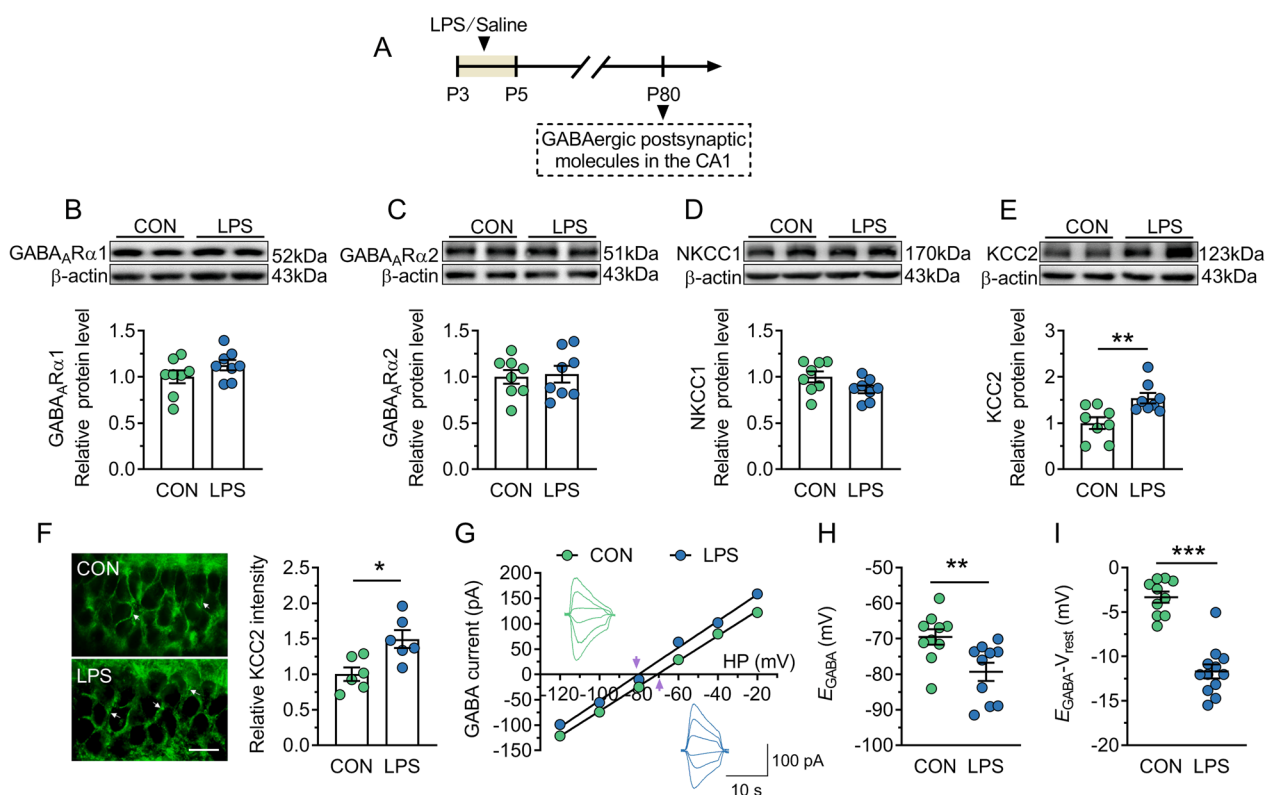 A
LPS/Saline
P3
P5
P80
GABAergic postsynaptic
molecules in the CA1
B
CON
LPS
GABAARα1
52kDa
β-actin
43kDa
GABAARα1
Relative protein level
1.5
1.0
0.5
0.0
CON
LPS
C
CON
LPS
GABAARα2
51kDa
β-actin
43kDa
GABAARα2
Relative protein level
1.5
1.0
0.5
0.0
CON
LPS
D
CON
LPS
NKCC1
170kDa
β-actin
43kDa
NKCC1
Relative protein level
1.5
1.0
0.5
0.0
CON
LPS
E
CON
LPS
KCC2
123kDa
β-actin
43kDa
KCC2
Relative protein level
3
2
1
0
**
CON
LPS
F
CON
LPS
Relative KCC2 intensity
2.5
2.0
1.5
1.0
0.5
0.0
*
CON
LPS
G
CON
LPS
GABA current (pA)
200
150
100
50
0
-50
-100
-150
HP (mV)
-120
-100
-80
-60
-40
-20
100 pA
10 s
H
EGABA (mV)
-50
-60
-70
-80
-90
-100
**
CON
LPS
I
EGABA-Vrest (mV)
0
-5
-10
-15
-20
***
CON
LPS